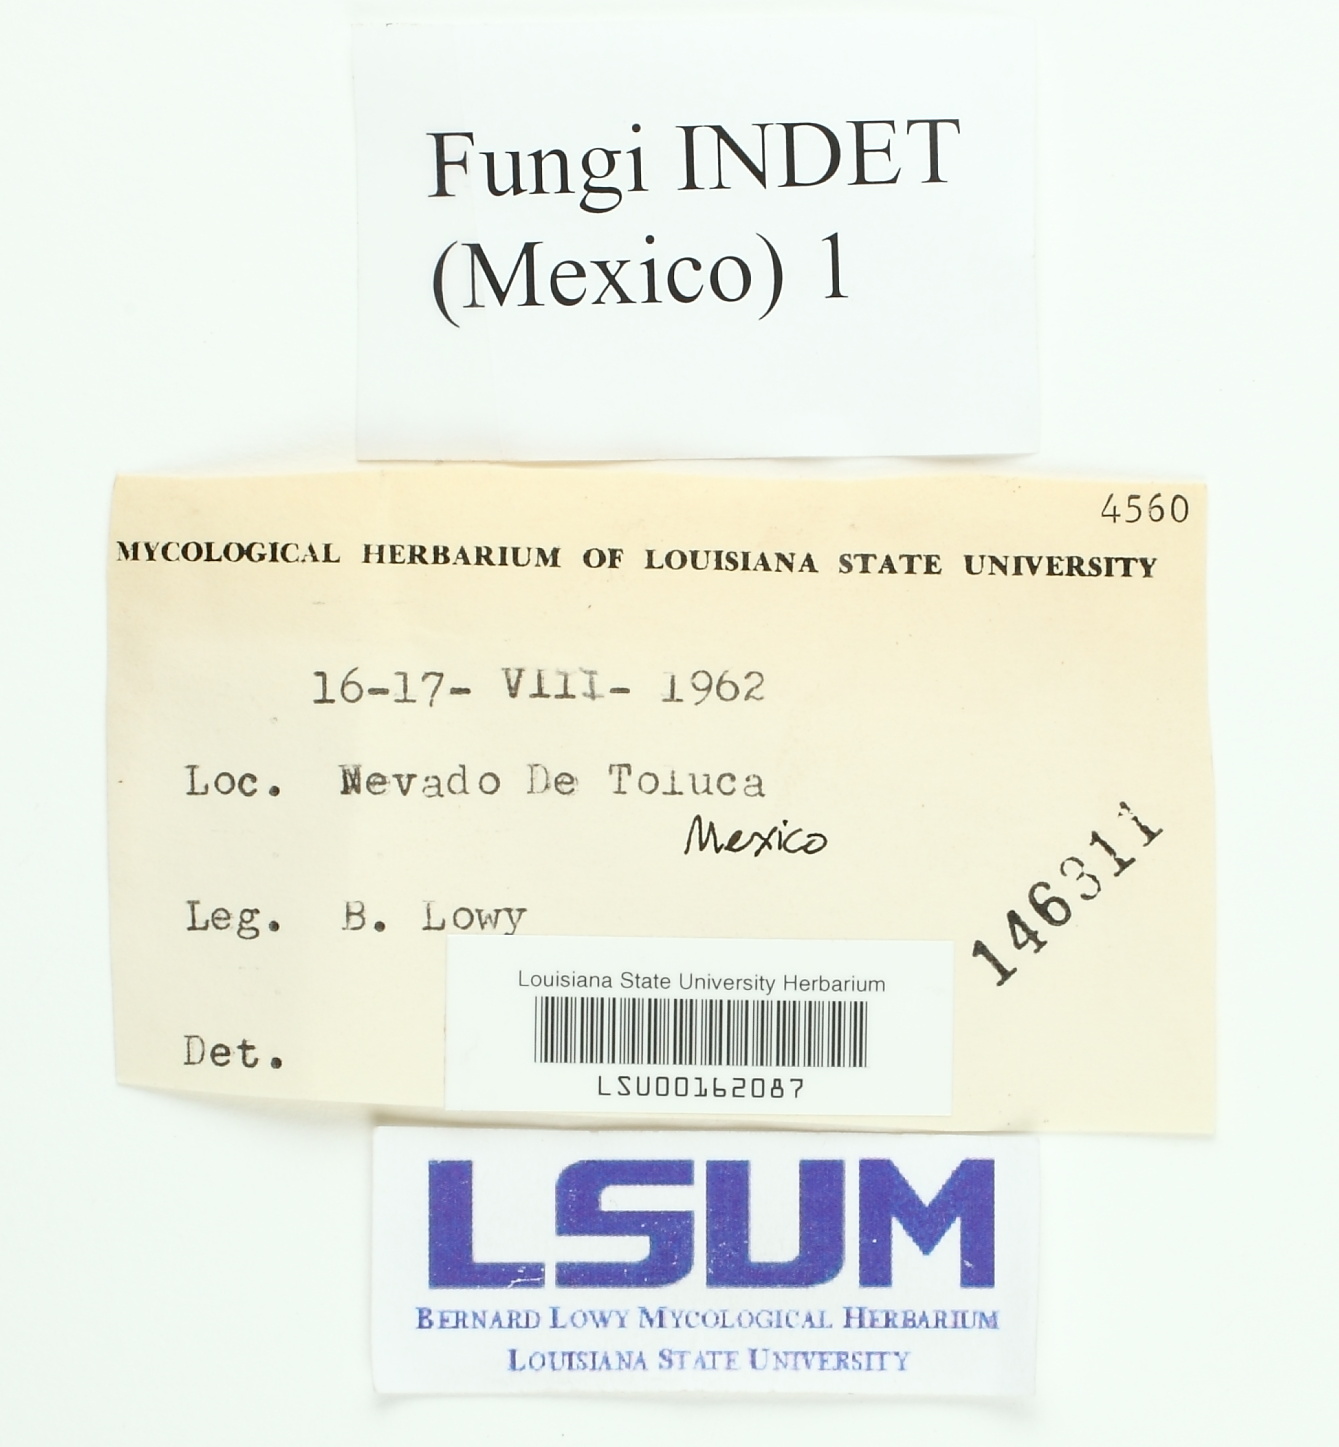 Fungi INDET
(Mexico) 1
4560
MYCOLOGICAL HERBARIUM OF LOUISIANA STATE UNIVERSITY
16-17- VIII- 1962
Loc. Nevado De Toluca
Mexico
Leg. B. Lowy
146311
Louisiana State University Herbarium
Det.
LSU00162087
LSUM
BERNARD LOWY MYCOLOGICAL HERBARIUM
LOUISIANA STATE UNIVERSITY